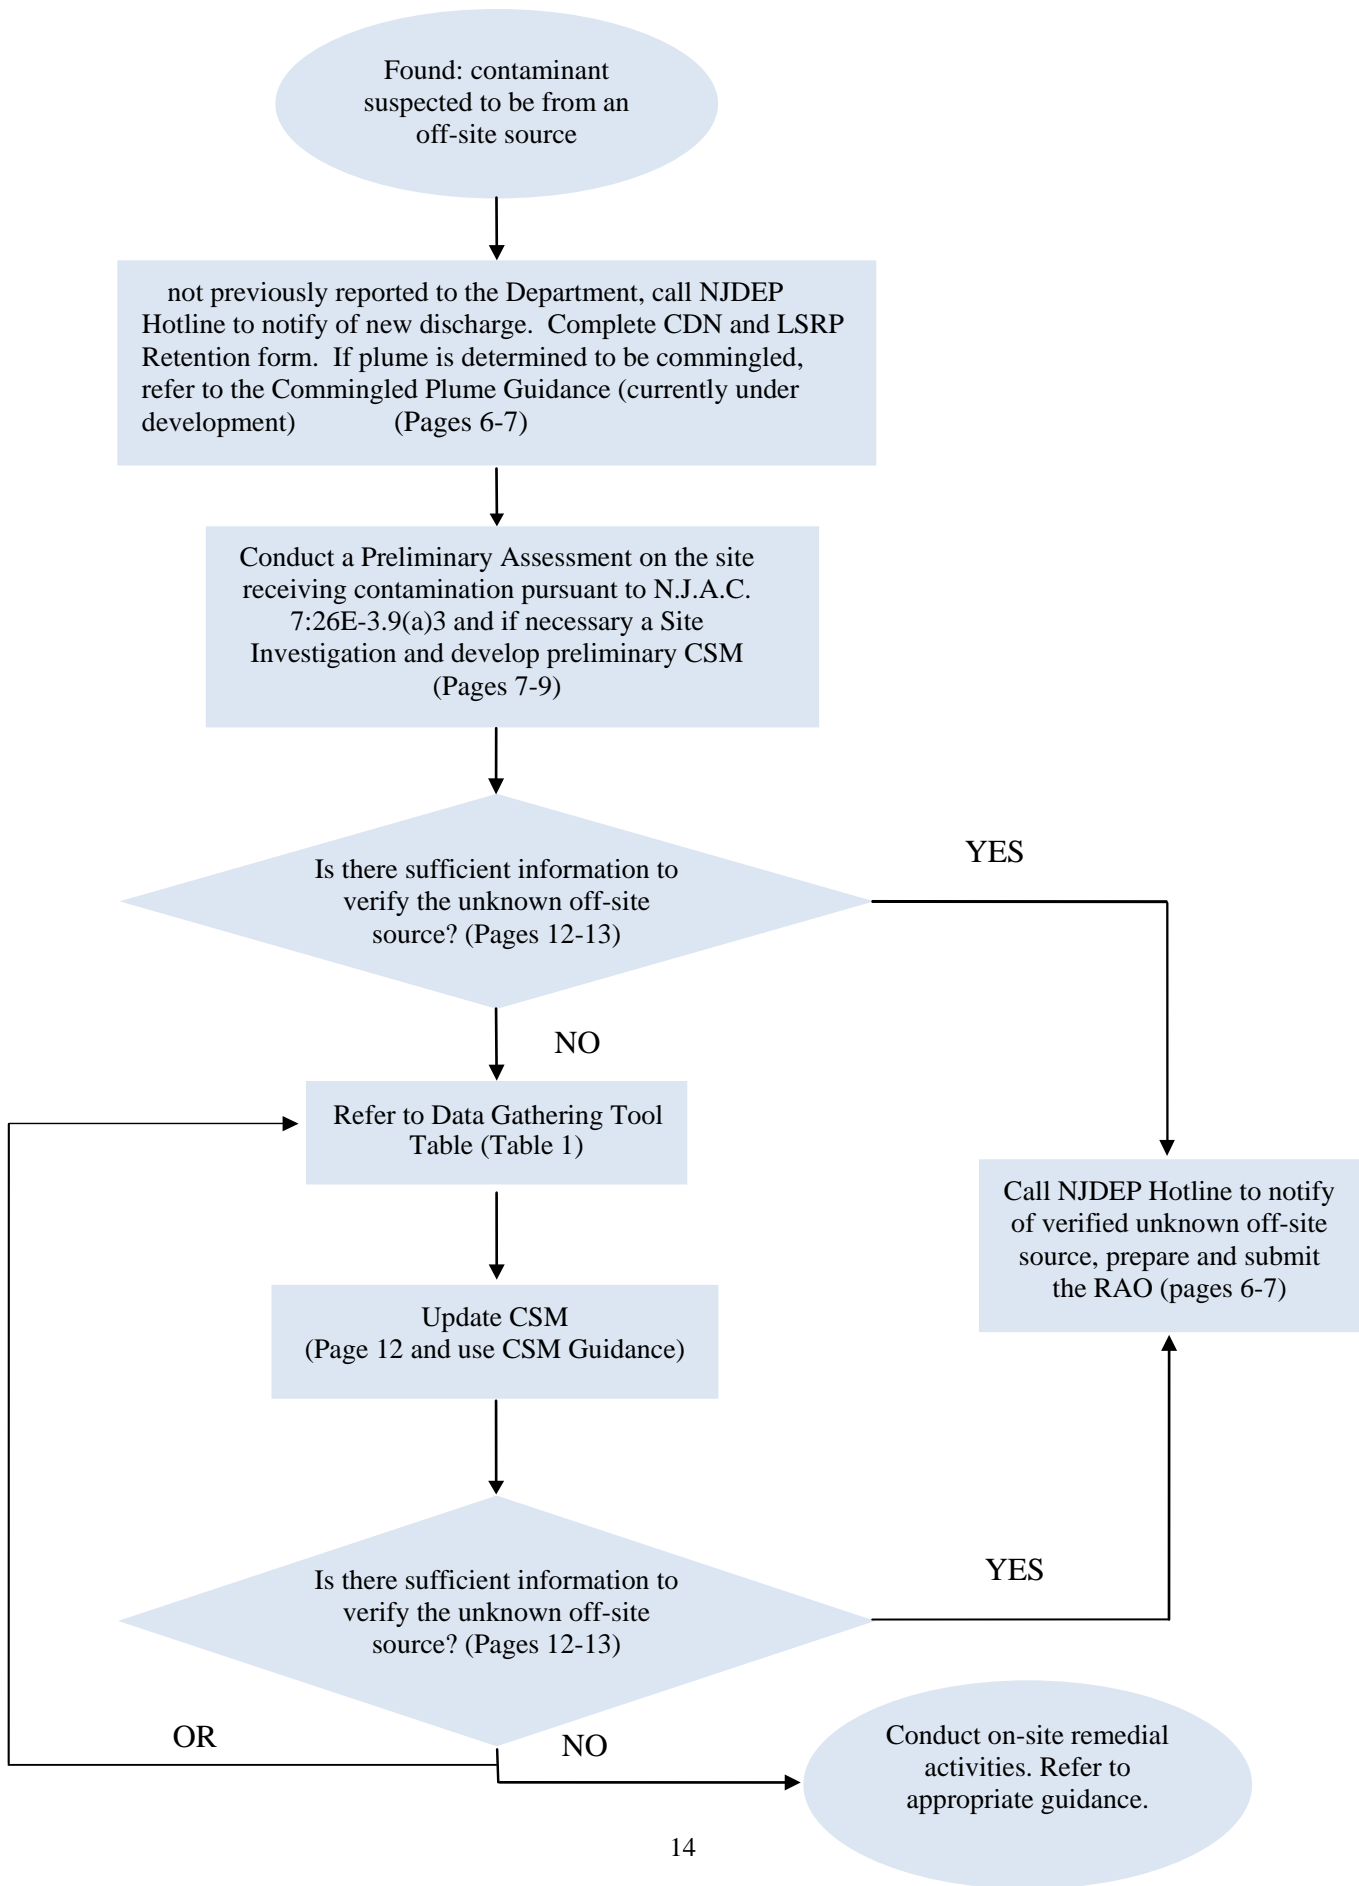 Found: contaminant
suspected to be from an
off-site source
not previously reported to the Department, call NJDEP
Hotline to notify of new discharge.  Complete CDN and LSRP
Retention form.  If plume is determined to be commingled,
refer to the Commingled Plume Guidance (currently under
development) (Pages 6-7)
Conduct a Preliminary Assessment on the site
receiving contamination pursuant to N.J.A.C.
7:26E-3.9(a)3 and if necessary a Site
Investigation and develop preliminary CSM
(Pages 7-9)
Is there sufficient information to
verify the unknown off-site
source? (Pages 12-13)
YES
NO
Refer to Data Gathering Tool
Table (Table 1)
Call NJDEP Hotline to notify
of verified unknown off-site
source, prepare and submit
the RAO (pages 6-7)
Update CSM
(Page 12 and use CSM Guidance)
Is there sufficient information to
verify the unknown off-site
source? (Pages 12-13)
YES
OR
NO
Conduct on-site remedial
activities. Refer to
appropriate guidance.
14